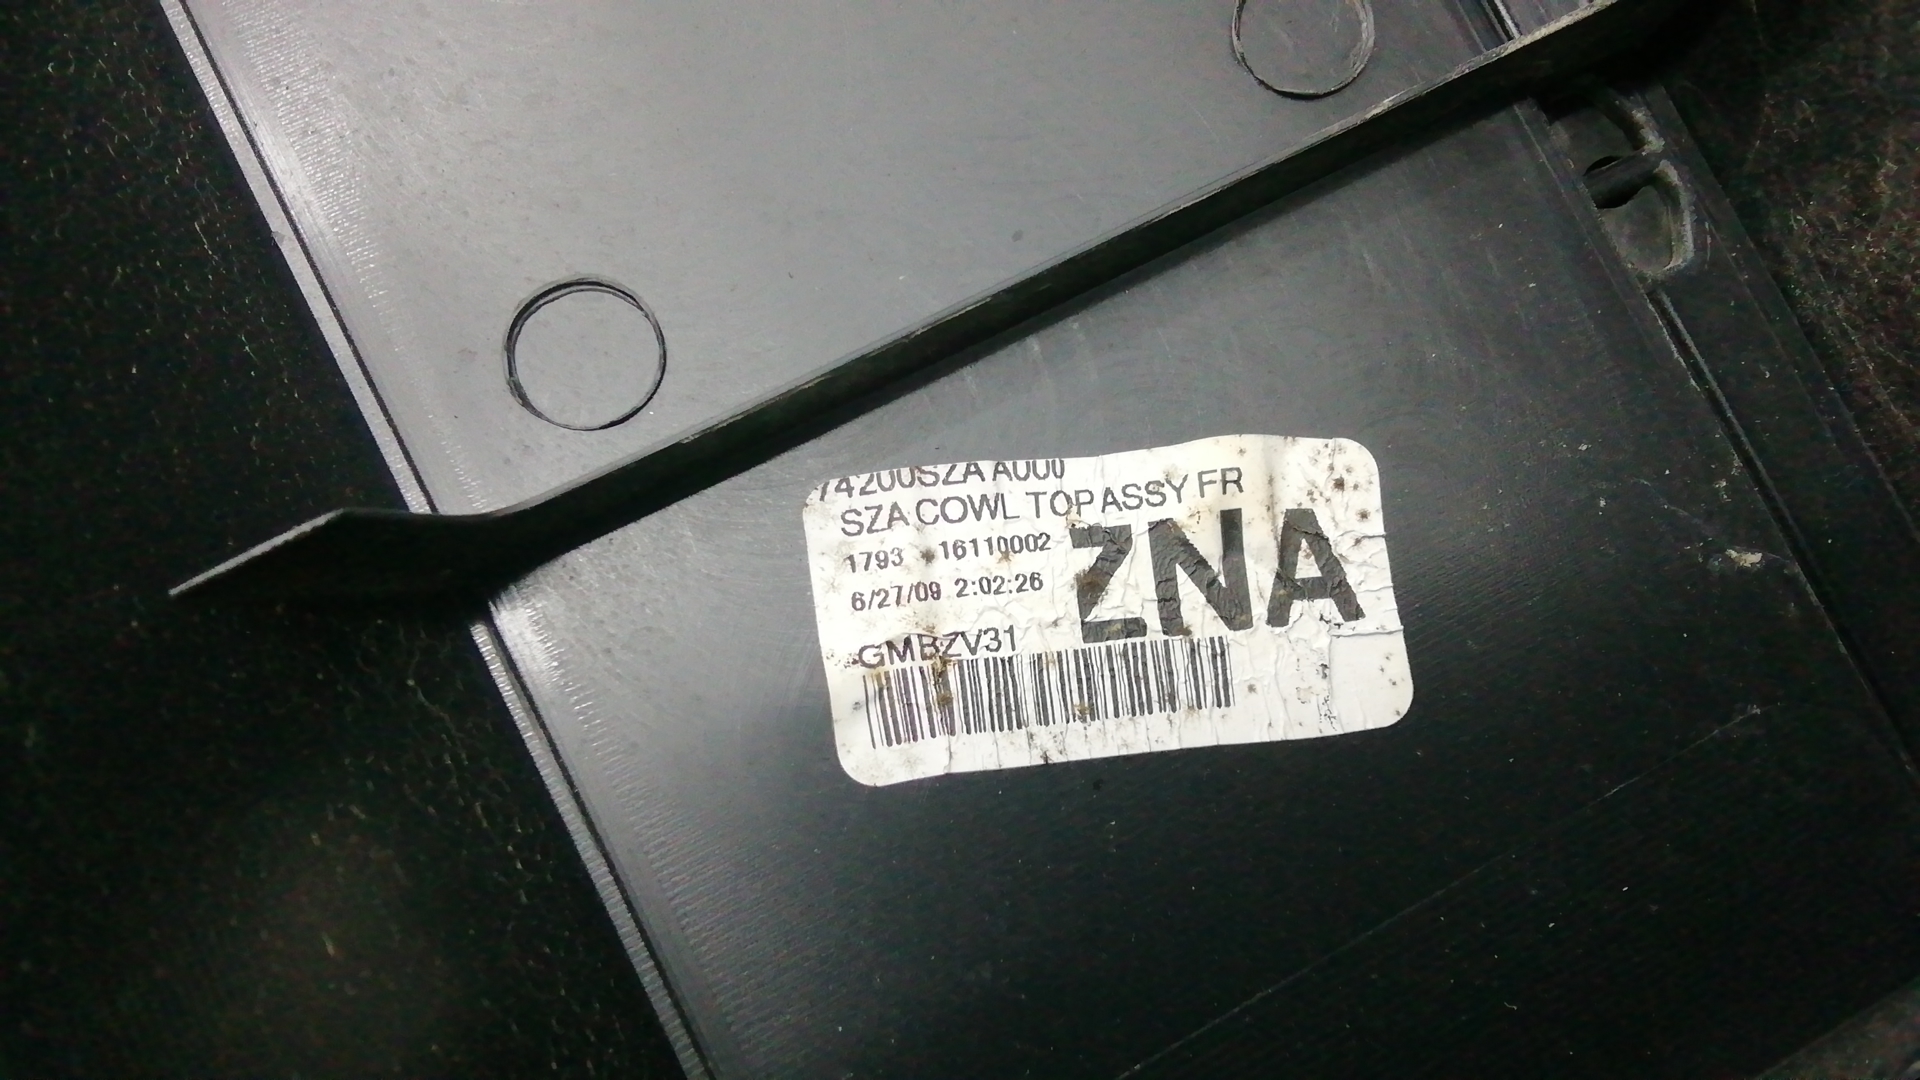 74200SZA A000
SZA COWL TOP ASSY FR
1793 16110002
6/27/09 2:02:26
ZNA
GMBZV31